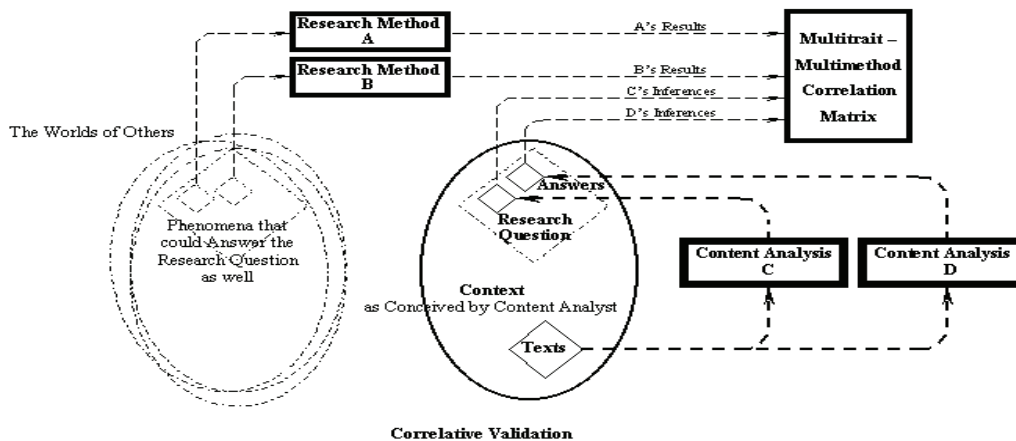 Research Method
A
A's Results
Multitrait –
Multimethod
Correlation
Matrix
Research Method
B
B's Results
C's Inferences
D's Inferences
The Worlds of Others
Phenomena that
could Answer the
Research Question
as well
Answers
Research
Question
Content Analysis
C
Content Analysis
D
Context
as Conceived by Content Analyst
Texts
Correlative Validation